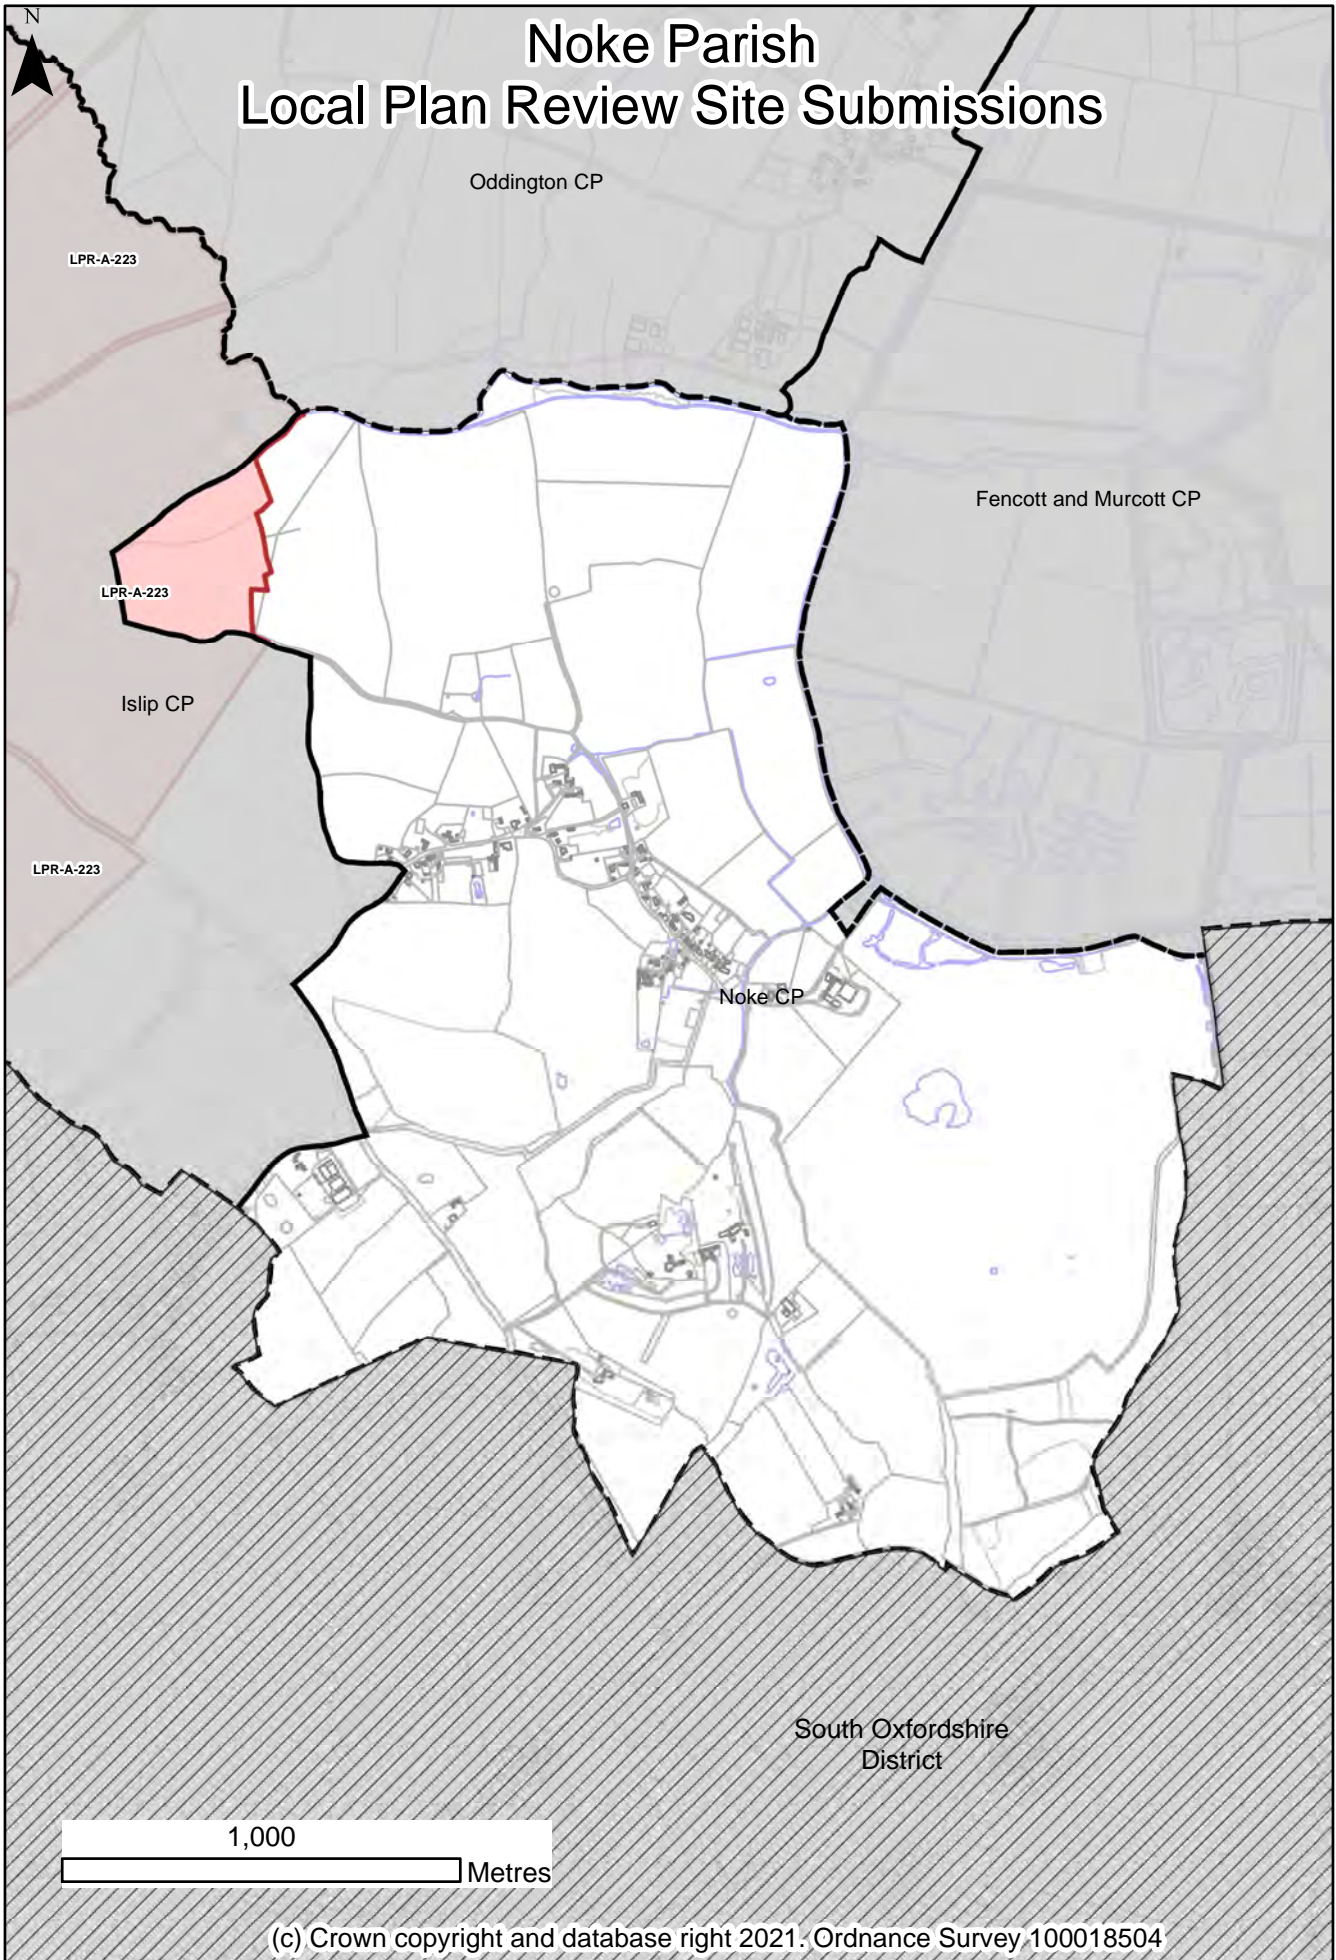 N
Noke Parish
Local Plan Review Site Submissions
Oddington CP
LPR-A-223
Fencott and Murcott CP
LPR-A-223
Islip CP
LPR-A-223
Noke CP
South Oxfordshire
District
1,000
Metres
(c) Crown copyright and database right 2021. Ordnance Survey 100018504